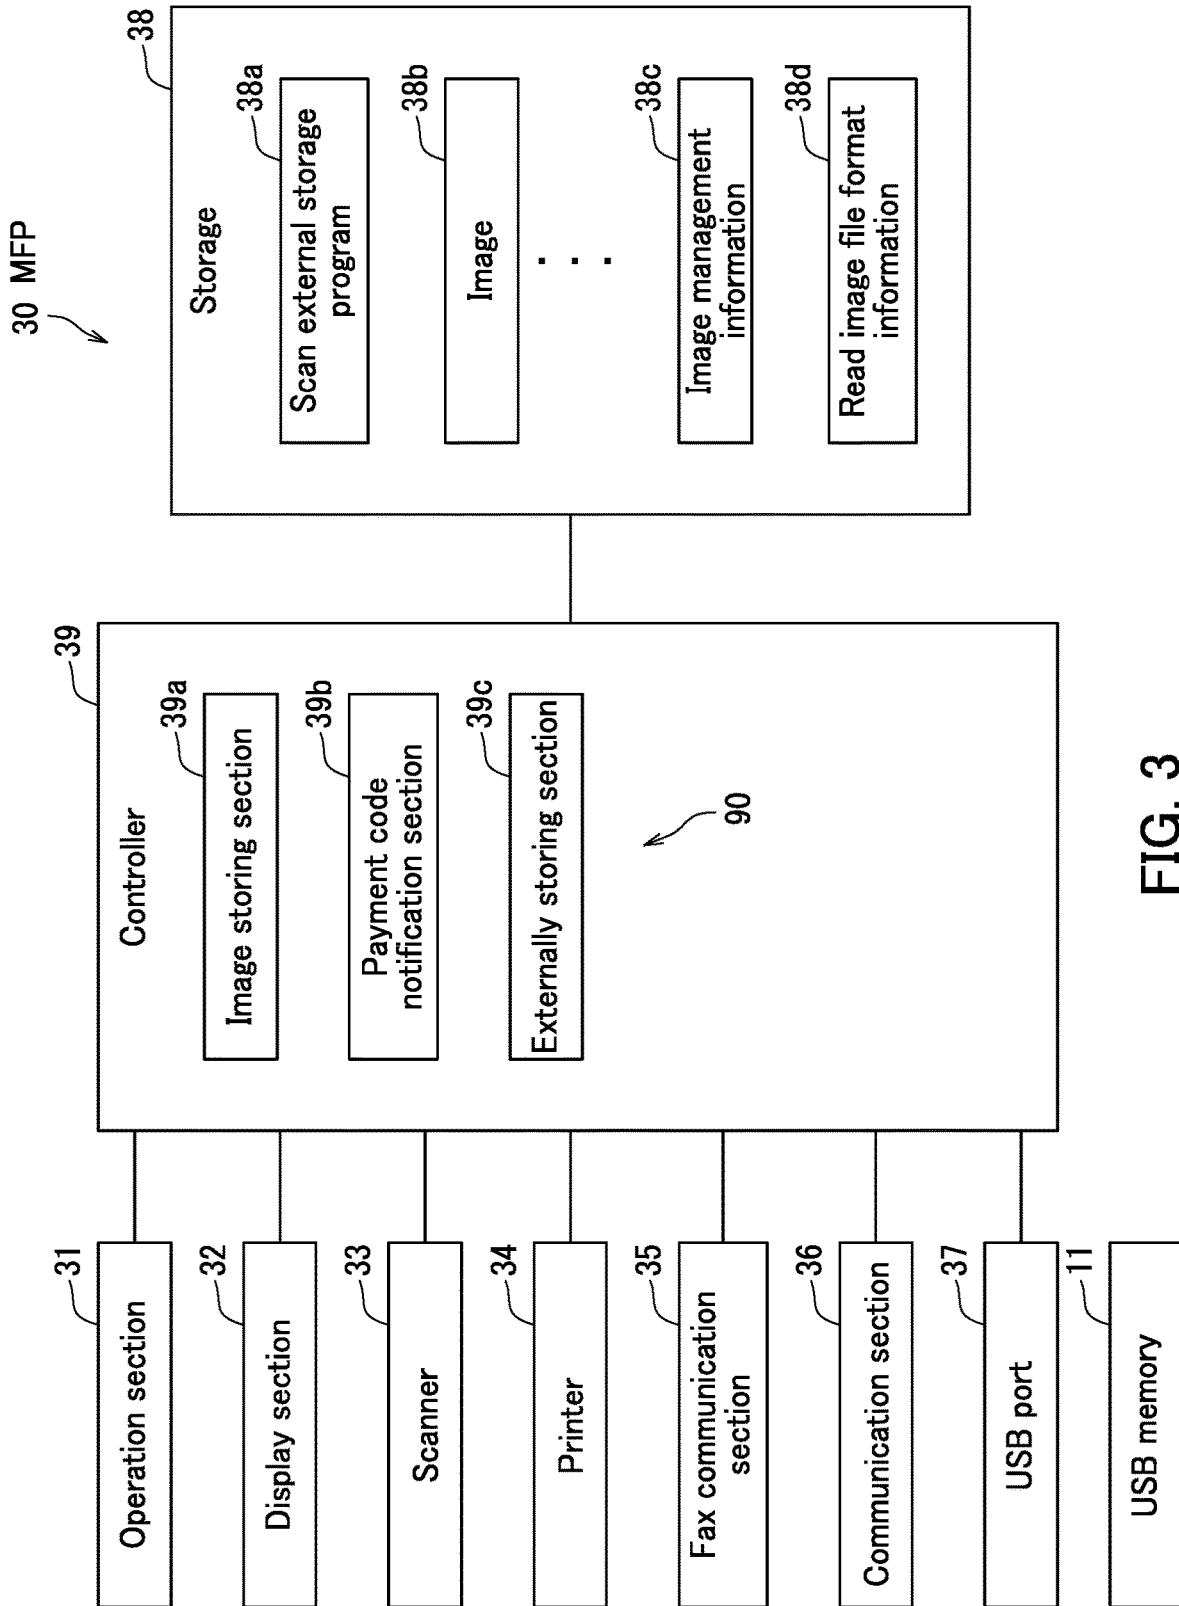 30 MFP
31
Operation section
32
Display section
33
Scanner
34
Printer
35
Fax communication
section
36
Communication section
37
USB port
11
USB memory
39
Controller
39a
Image storing section
39b
Payment code
notification section
39c
Externally storing section
90
38
Storage
38a
Scan external storage
program
38b
Image
. . .
38c
Image management
information
38d
Read image file format
information
FIG. 3